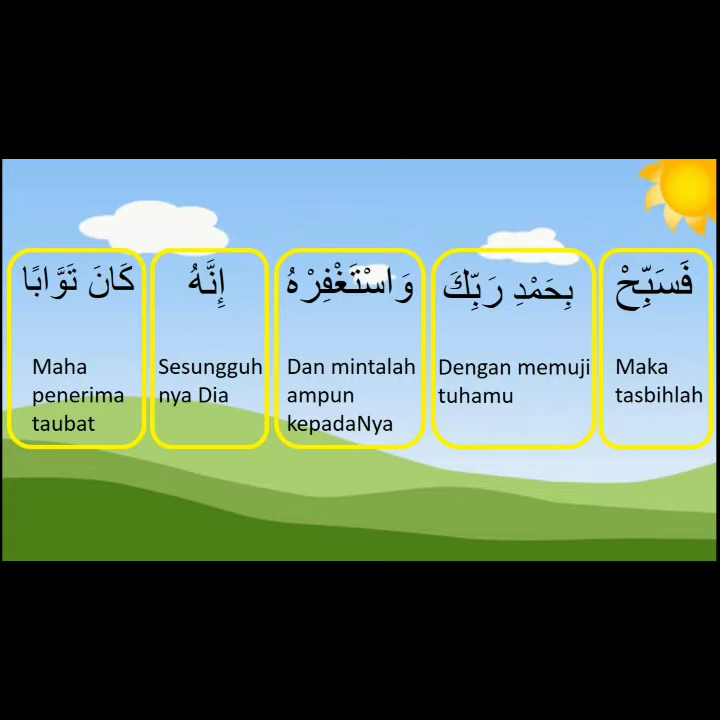 فَسَبِّحْ
Maka
tasbihlah
بِحَمْدِ رَبِّكَ
Dengan memuji
tuhamu
وَاسْتَغْفِرْهُ
Dan mintalah
ampun
kepadaNya
إِنَّهُ
Sesungguh
nya Dia
كَانَ تَوَّابًا
Maha
penerima
taubat